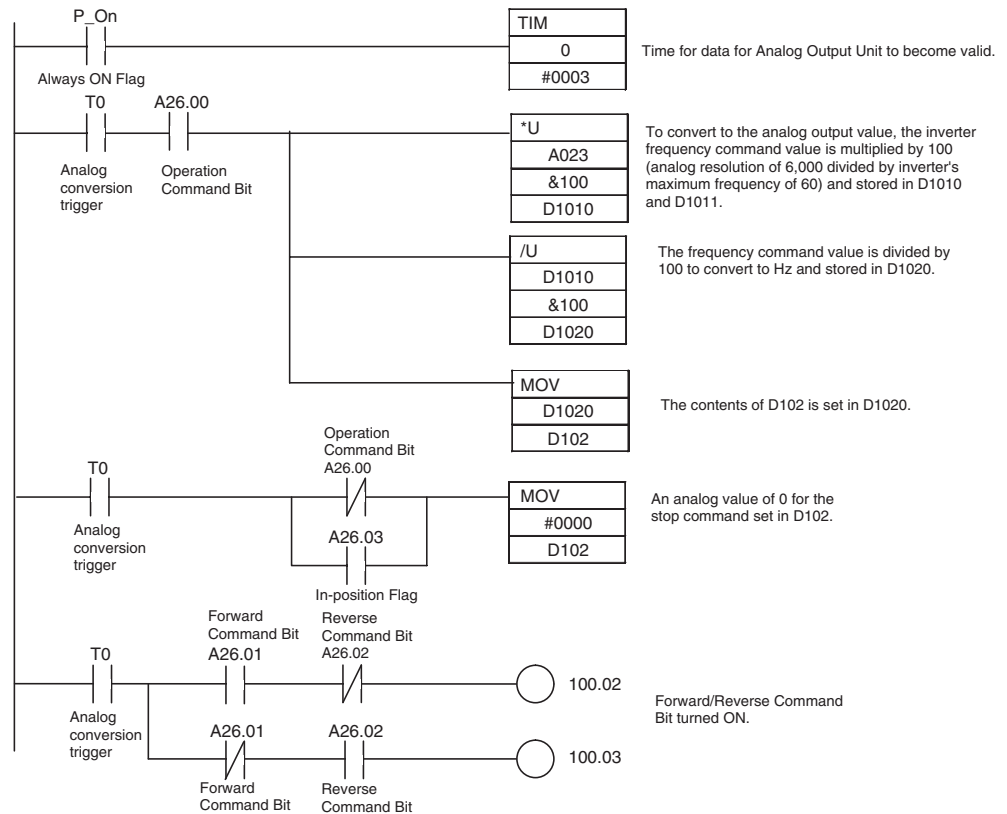 P_On
Always ON Flag
TIM
0
#0003
Time for data for Analog Output Unit to become valid.
T0
A26.00
Analog
conversion
trigger
Operation
Command Bit
*U
A023
&100
D1010
To convert to the analog output value, the inverter
frequency command value is multiplied by 100
(analog resolution of 6,000 divided by inverter's
maximum frequency of 60) and stored in D1010
and D1011.
/U
D1010
&100
D1020
The frequency command value is divided by
100 to convert to Hz and stored in D1020.
MOV
D1020
D102
The contents of D102 is set in D1020.
T0
Analog
conversion
trigger
Operation
Command Bit
A26.00
A26.03
In-position Flag
MOV
#0000
D102
An analog value of 0 for the
stop command set in D102.
T0
Analog
conversion
trigger
Forward
Command Bit
A26.01
Reverse
Command Bit
A26.02
100.02
Forward/Reverse Command
Bit turned ON.
A26.01
Forward
Command Bit
A26.02
Reverse
Command Bit
100.03